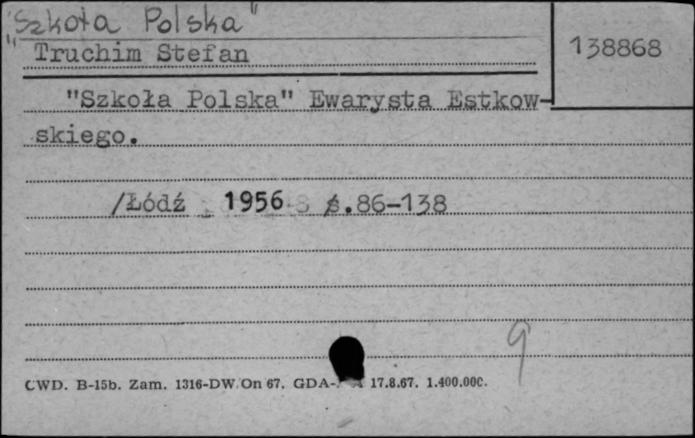 "Szkoła Polska"
Truchim Stefan
138868
"Szkoła Polska" Ewarysta Estkow-
skiego.
/Łódź 1956 s.86-138
9
CWD. B-15b. Zam. 1316-DW/On 67. GDA- 17.8.67. 1.400.000.